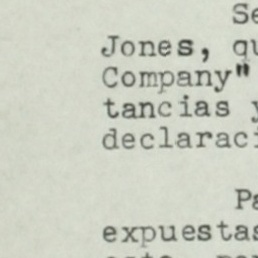 Se
Jones, qu
Company"
tancias y
declaraci
Pa
expuestas